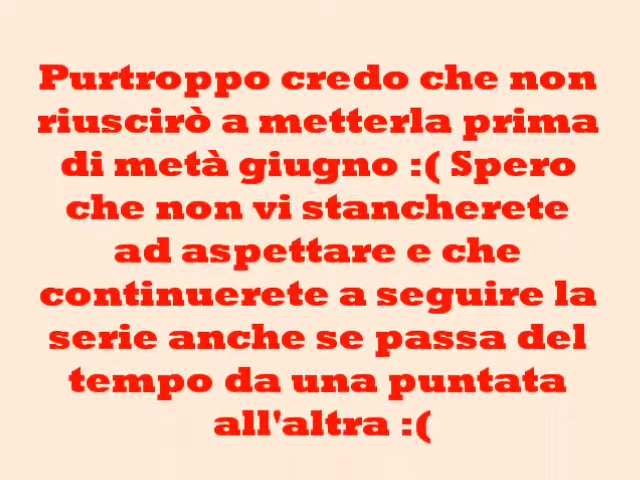 Purtroppo credo che non
riuscirò a metterla prima
di metà giugno :( Spero
che non vi stancherete
ad aspettare e che
continuerete a seguire la
serie anche se passa del
tempo da una puntata
all'altra :(